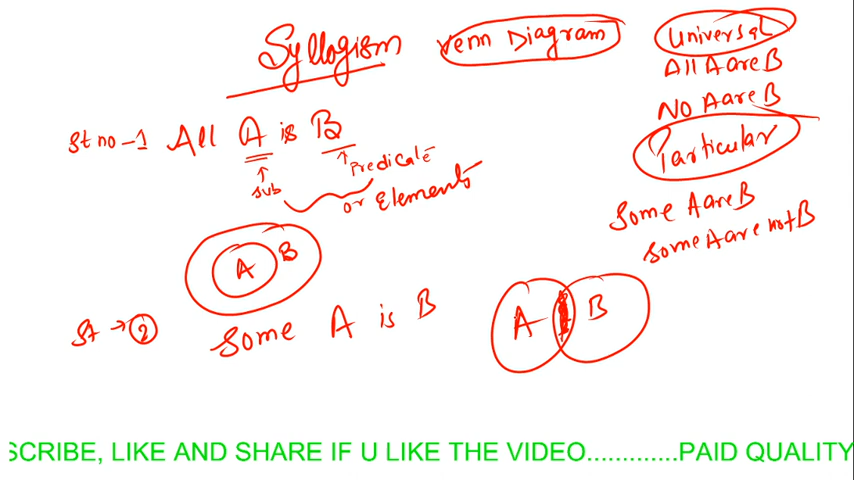 Syllogism Venn Diagram
Universal
All A are B
No A are B
Particular
Some A are B
Some A are not B
St no -1 All A is B
↑ sub ↑ Predicate
or Elements
A B
St → 2 Some A is B
A B
SCRIBE, LIKE AND SHARE IF U LIKE THE VIDEO.............PAID QUALITY